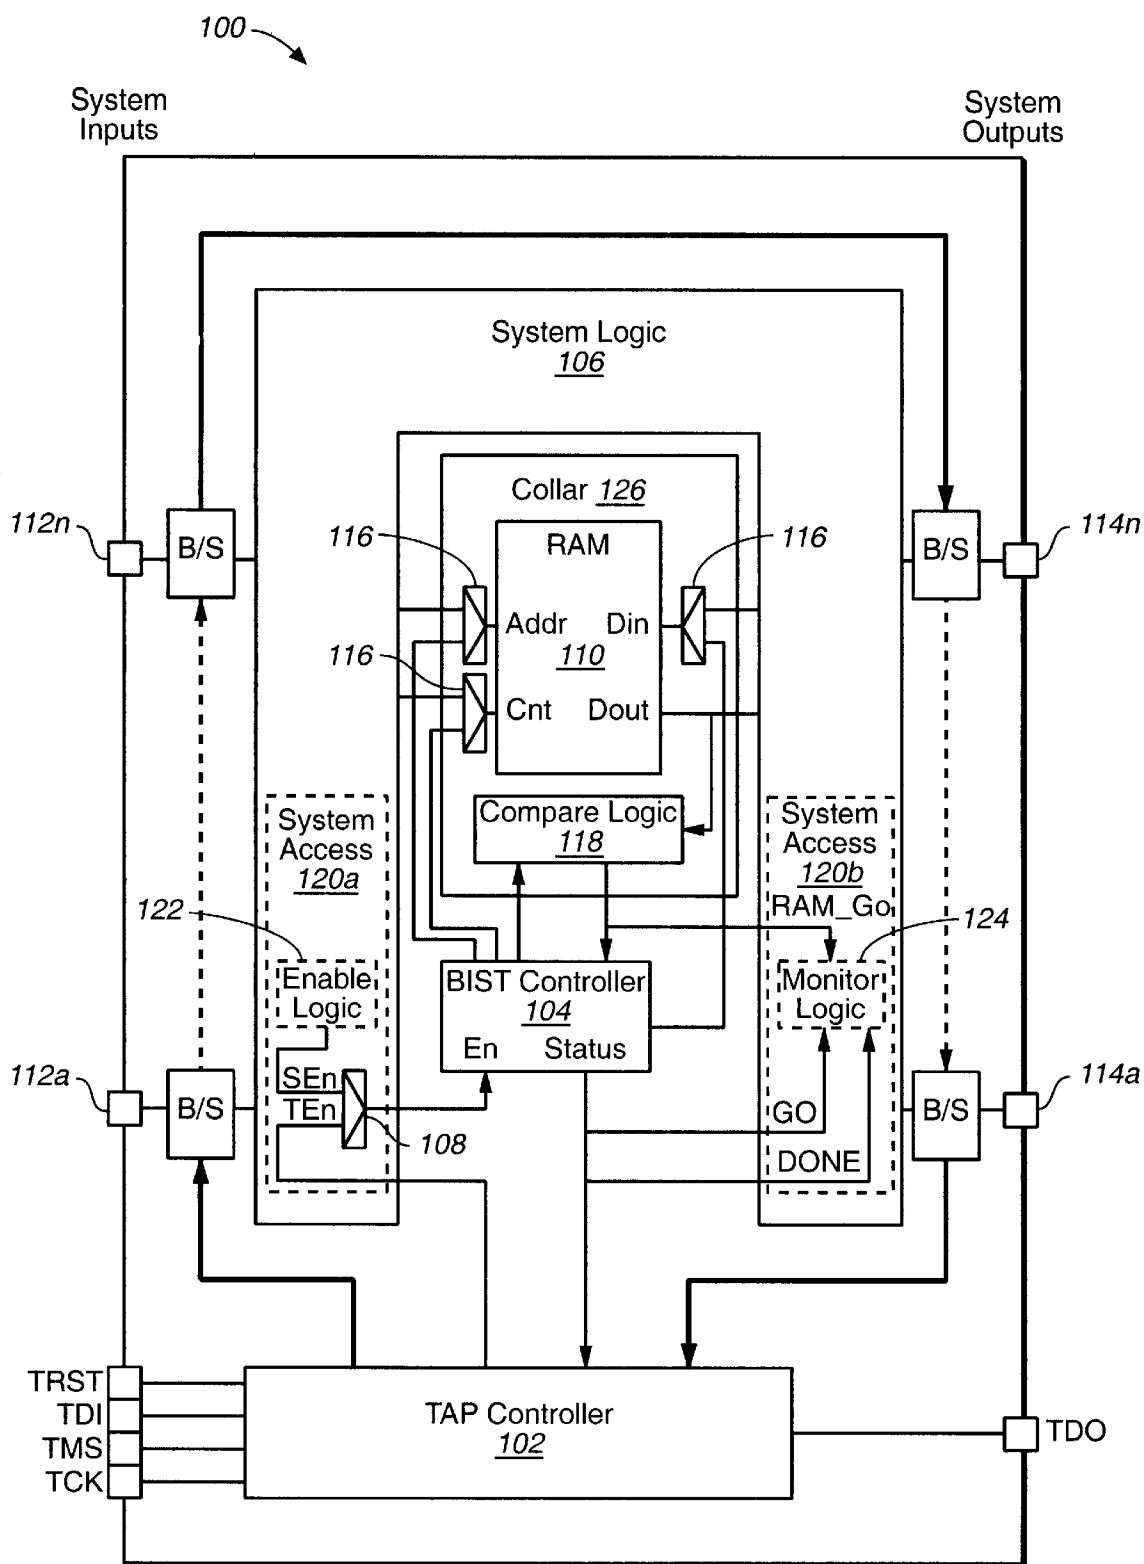 100
System
Inputs
System
Outputs
System Logic
106
Collar 126
112n
B/S
116
RAM
116
B/S
114n
Addr
Din
116
110
Cnt
Dout
System
Access
120a
Compare Logic
118
System
Access
120b
RAM_Go
122
124
Enable
Logic
BIST Controller
104
En
Status
Monitor
Logic
112a
B/S
SEn
TEn
108
GO
DONE
B/S
114a
TRST
TDI
TMS
TCK
TAP Controller
102
TDO